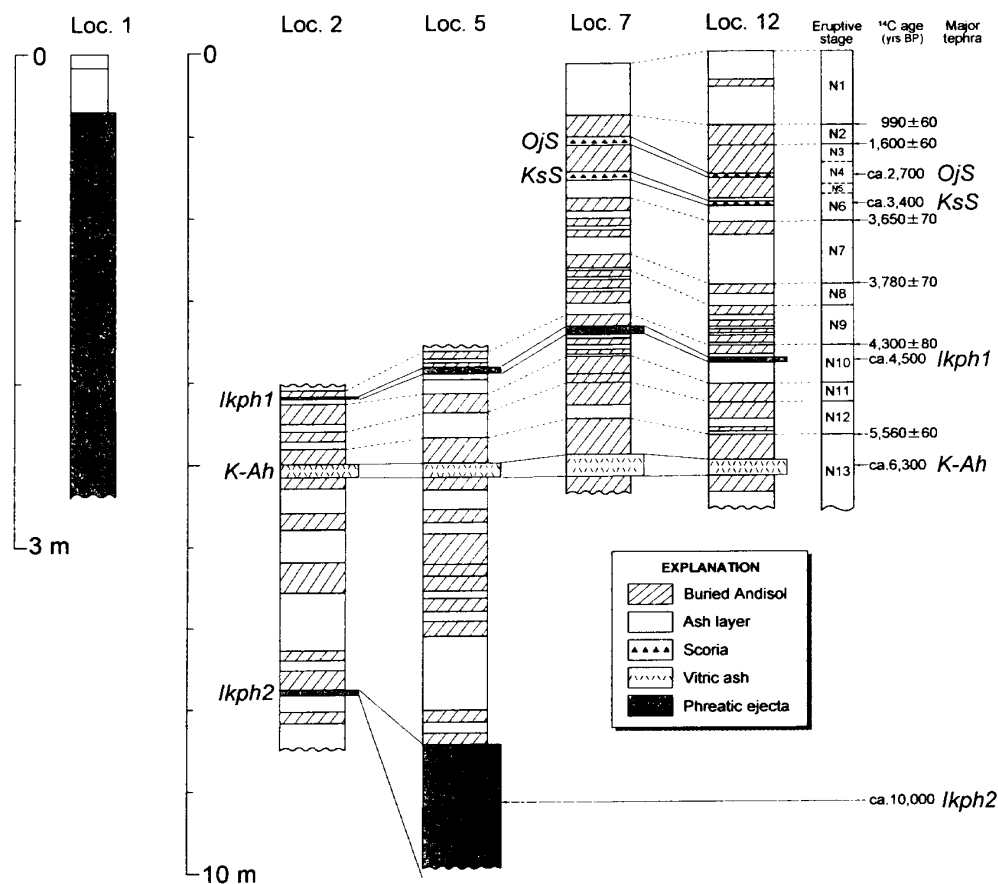 Loc. 1
Loc. 2
Loc. 5
Loc. 7
Loc. 12
Eruptive stage
14C age (yrs BP)
Major tephra
0
3 m
0
10 m
OjS
KsS
Ikph1
K-Ah
Ikph2
N1
N2
N3
N4
N5
N6
N7
N8
N9
N10
N11
N12
N13
990±60
1,600±60
ca.2,700 OjS
ca.3,400 KsS
3,650±70
3,780±70
4,300±80
ca.4,500 Ikph1
5,560±60
ca.6,300 K-Ah
ca.10,000 Ikph2
EXPLANATION
Buried Andisol
Ash layer
Scoria
Vitric ash
Phreatic ejecta